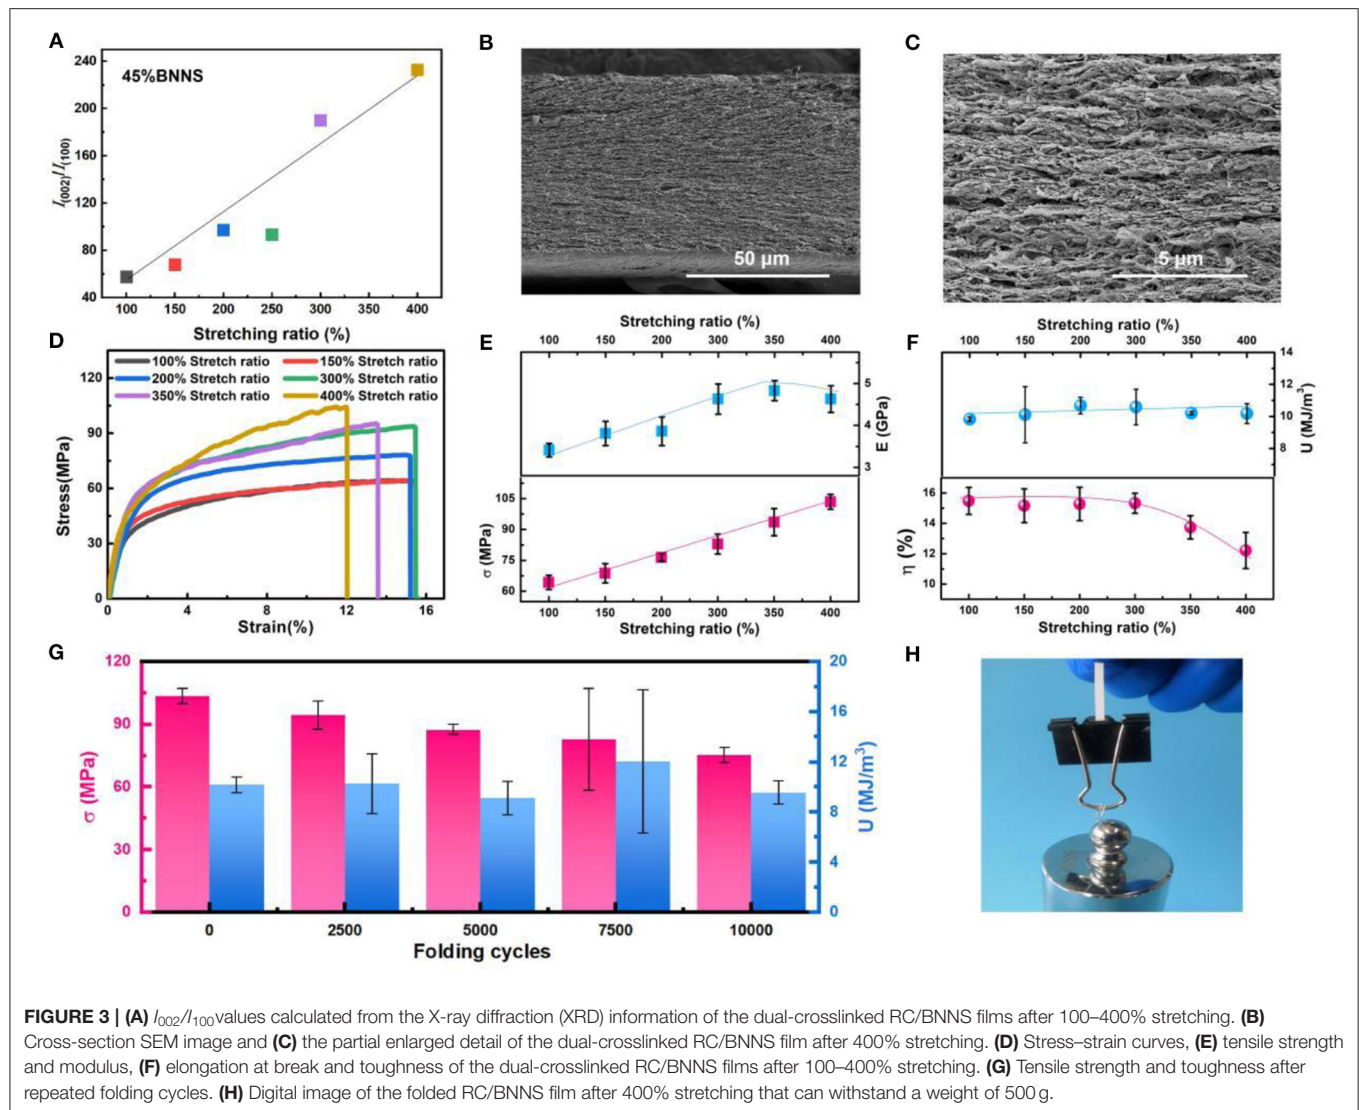 A
45%BNNS
I(002)/I(100)
240
200
160
120
80
40
100 150 200 250 300 350 400
Stretching ratio (%)
B
50 μm
C
5 μm
D
100% Stretch ratio 150% Stretch ratio
200% Stretch ratio 300% Stretch ratio
350% Stretch ratio 400% Stretch ratio
Stress(MPa)
120
90
60
30
0
0 4 8 12 16
Strain(%)
E
Stretching ratio (%)
100 150 200 300 350 400
5
4
3
E (GPa)
105
90
75
60
σ (MPa)
100 150 200 300 350 400
Stretching ratio (%)
F
Stretching ratio (%)
100 150 200 300 350 400
14
12
10
8
U (MJ/m³)
16
14
12
10
η (%)
100 150 200 300 350 400
Stretching ratio (%)
G
120
90
60
30
0
σ (MPa)
20
16
12
8
4
0
U (MJ/m³)
0 2500 5000 7500 10000
Folding cycles
H
FIGURE 3 | (A) I002/I100 values calculated from the X-ray diffraction (XRD) information of the dual-crosslinked RC/BNNS films after 100–400% stretching. (B)
Cross-section SEM image and (C) the partial enlarged detail of the dual-crosslinked RC/BNNS film after 400% stretching. (D) Stress–strain curves, (E) tensile strength
and modulus, (F) elongation at break and toughness of the dual-crosslinked RC/BNNS films after 100–400% stretching. (G) Tensile strength and toughness after
repeated folding cycles. (H) Digital image of the folded RC/BNNS film after 400% stretching that can withstand a weight of 500 g.